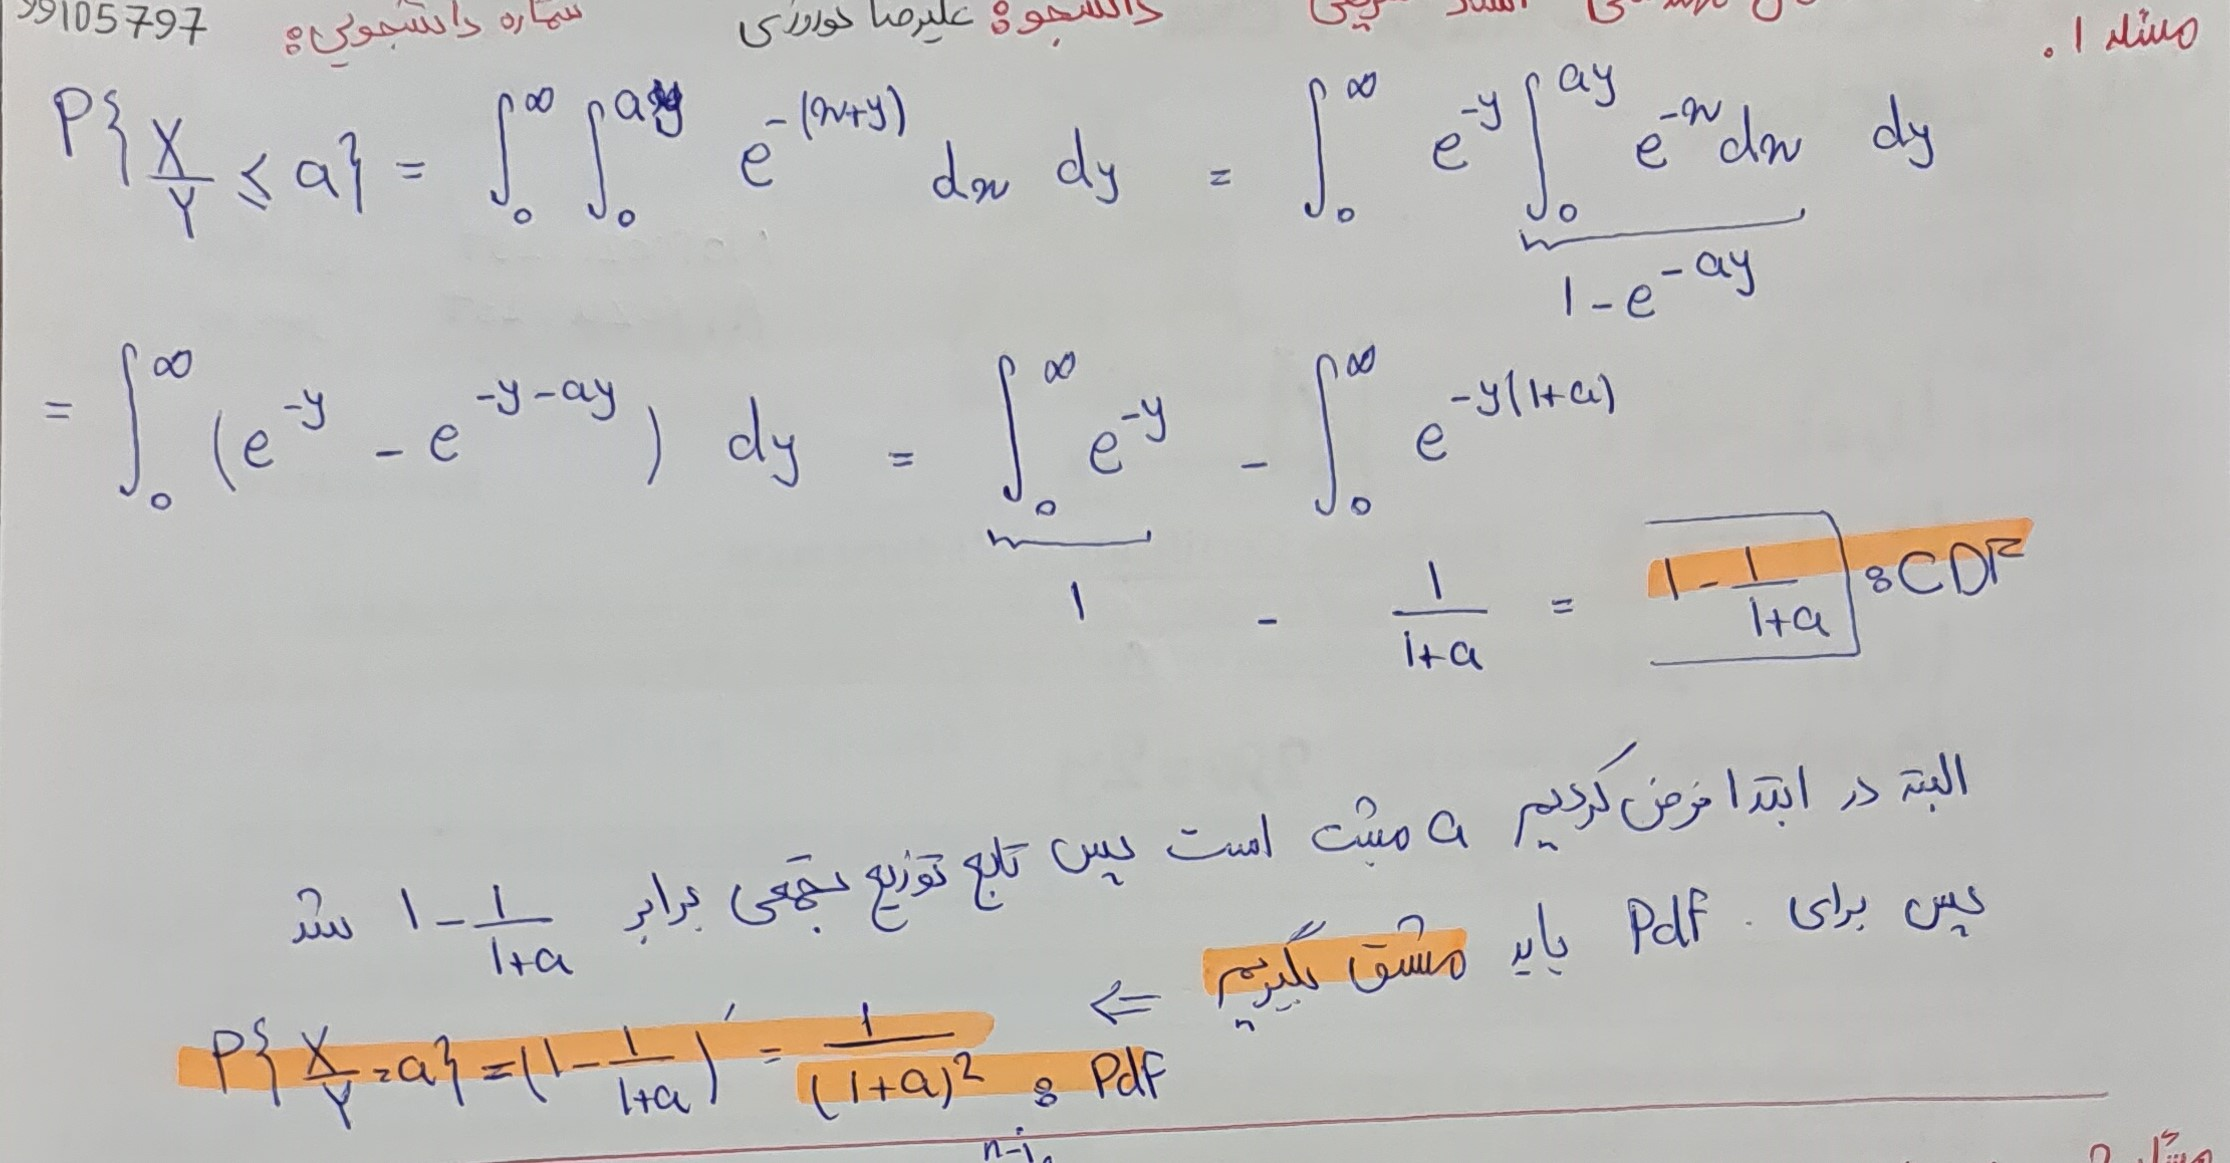 مسئله 1. دانشجو: علیرضا نوروزی شماره دانشجویی: 99105797
P{X/Y ≤ a} = ∫₀^∞ ∫₀^ay e^-(x+y) dx dy = ∫₀^∞ e^-y ∫₀^ay e^-x dx dy
1 - e^-ay
= ∫₀^∞ (e^-y - e^-y-ay) dy = ∫₀^∞ e^-y - ∫₀^∞ e^-y(1+a)
1 - 1/(1+a) = 1 - 1/(1+a) : CDF
البته در ابتدا فرض کردیم a مثبت است پس تابع توزیع تجمعی برابر 1 - 1/(1+a) شد
پس برای Pdf باید مشتق بگیریم ⇐
P{X/Y = a} = (1 - 1/(1+a))′ = 1/(1+a)² : Pdf